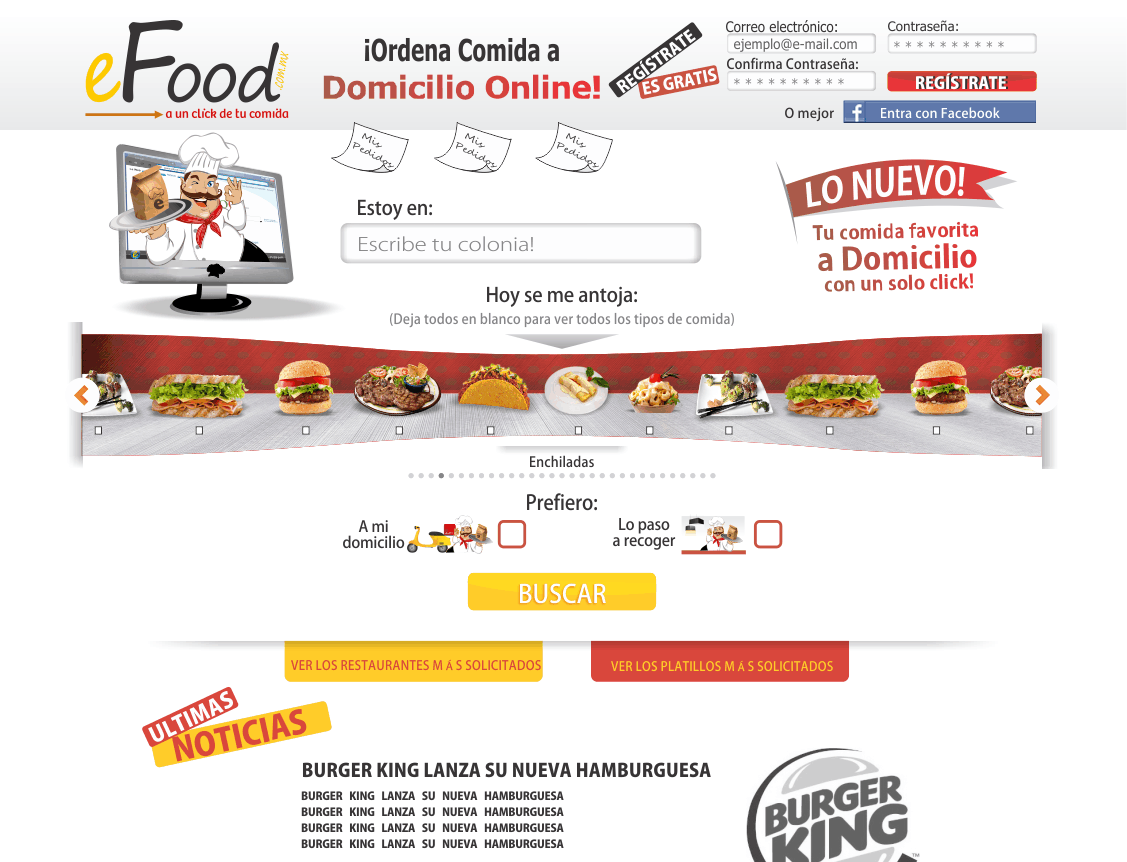 eFood.com.mx
a un click de tu comida
¡Ordena Comida a
Domicilio Online!
REGÍSTRATE
ES GRATIS
Correo electrónico:
ejemplo@e-mail.com
Confirma Contraseña:
* * * * * * * * * *
Contraseña:
* * * * * * * * * *
REGÍSTRATE
O mejor
f Entra con Facebook
Mis
Pedidos
Mis
Pedidos
Mis
Pedidos
Estoy en:
Escribe tu colonia!
LO NUEVO!
Tu comida favorita
a Domicilio
con un solo click!
Hoy se me antoja:
(Deja todos en blanco para ver todos los tipos de comida)
Enchiladas
Prefiero:
A mi
domicilio
Lo paso
a recoger
BUSCAR
VER LOS RESTAURANTES M Á S SOLICITADOS
VER LOS PLATILLOS M Á S SOLICITADOS
ULTIMAS
NOTICIAS
BURGER KING LANZA SU NUEVA HAMBURGUESA
BURGER KING LANZA SU NUEVA HAMBURGUESA
BURGER KING LANZA SU NUEVA HAMBURGUESA
BURGER KING LANZA SU NUEVA HAMBURGUESA
BURGER KING LANZA SU NUEVA HAMBURGUESA
BURGER
KING
TM